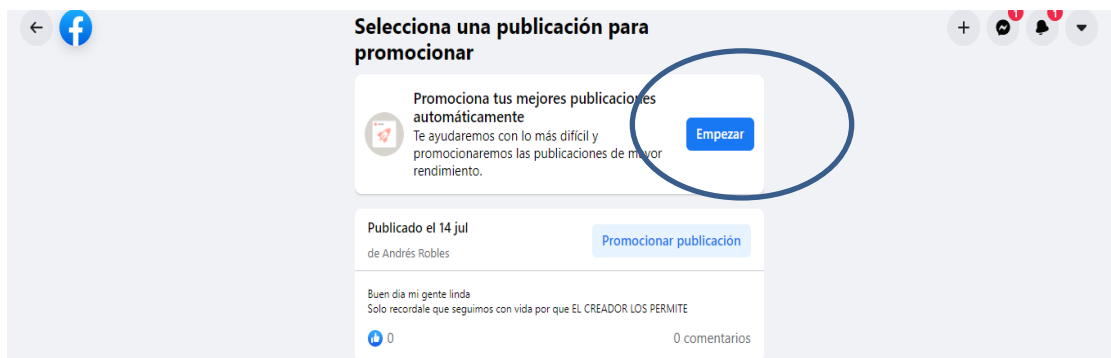 Selecciona una publicación para
promocionar
1
1
Promociona tus mejores publicaciones
automáticamente
Te ayudaremos con lo más difícil y
promocionaremos las publicaciones de mayor
rendimiento.
Empezar
Publicado el 14 jul
de Andrés Robles
Promocionar publicación
Buen dia mi gente linda
Solo recordale que seguimos con vida por que EL CREADOR LOS PERMITE
0
0 comentarios